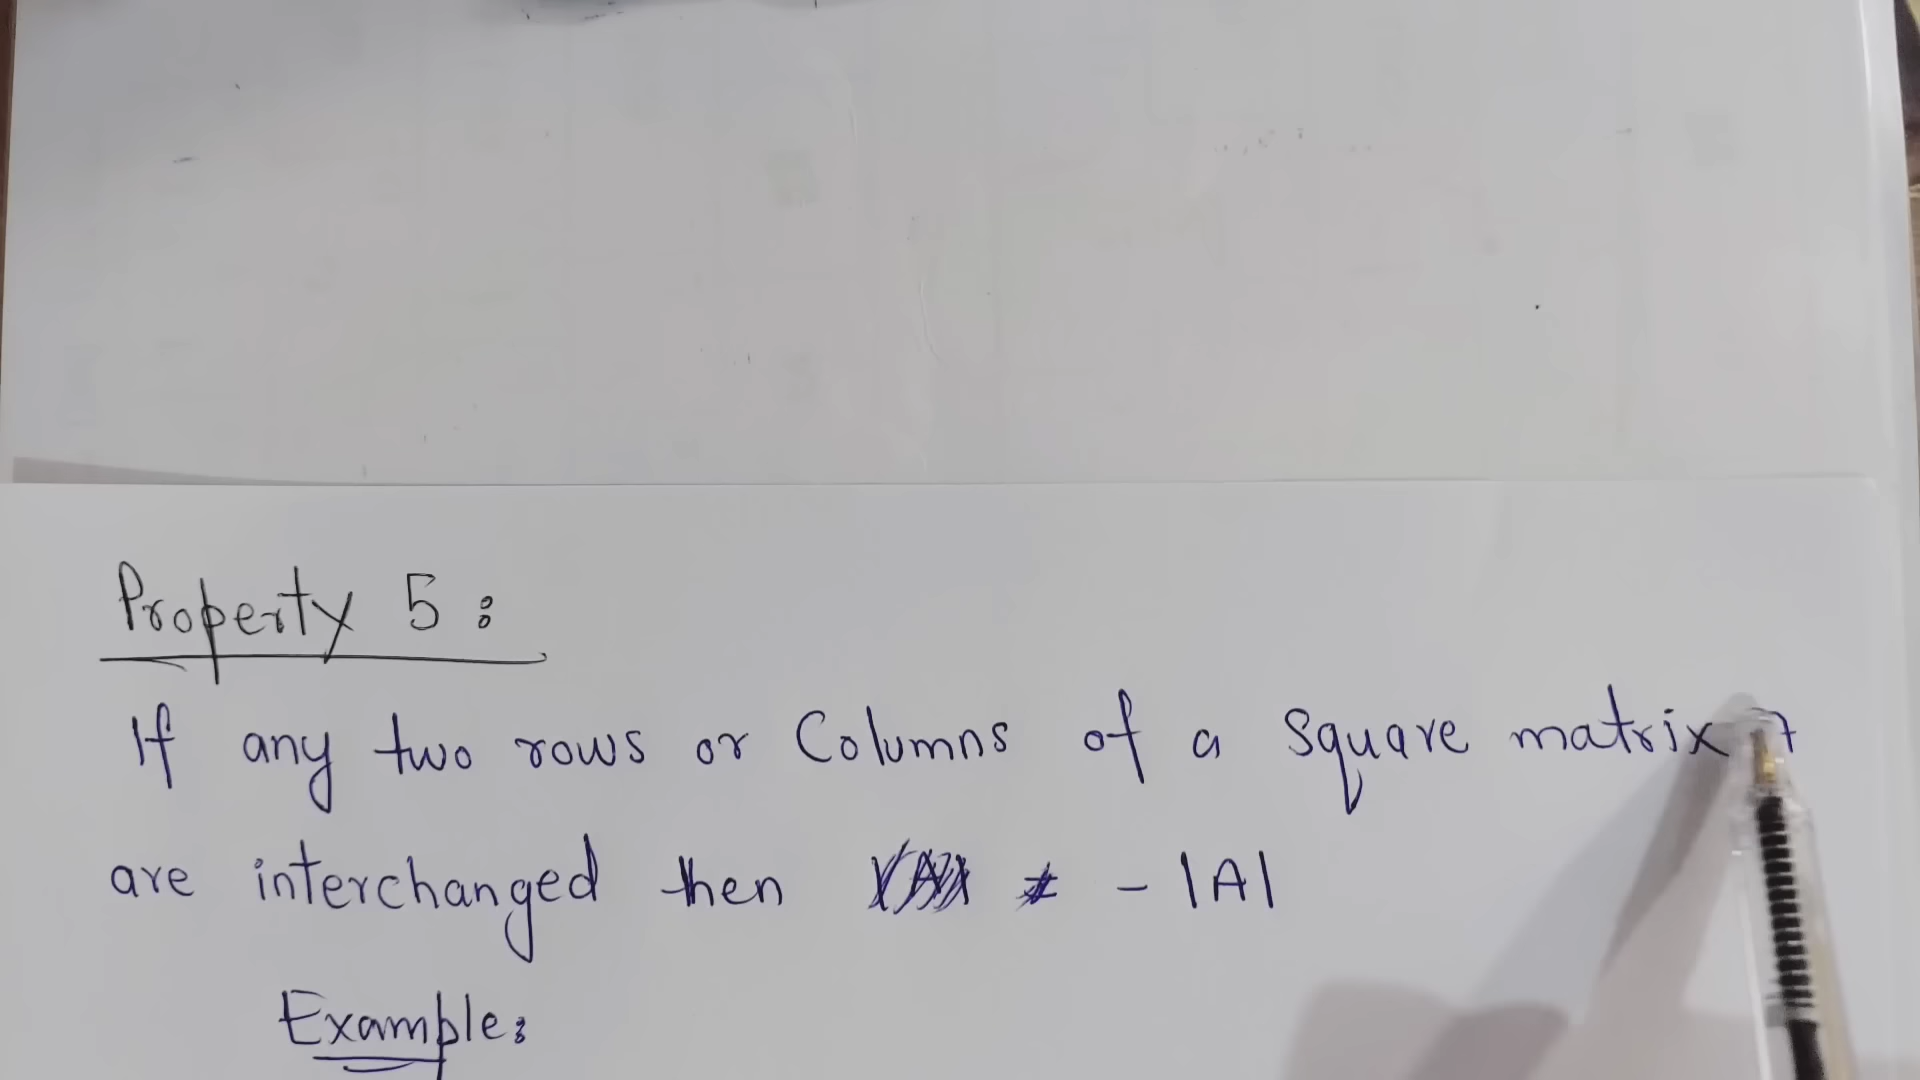 Property 5:
If any two rows or Columns of a square matrix
are interchanged then - |A|
Example: